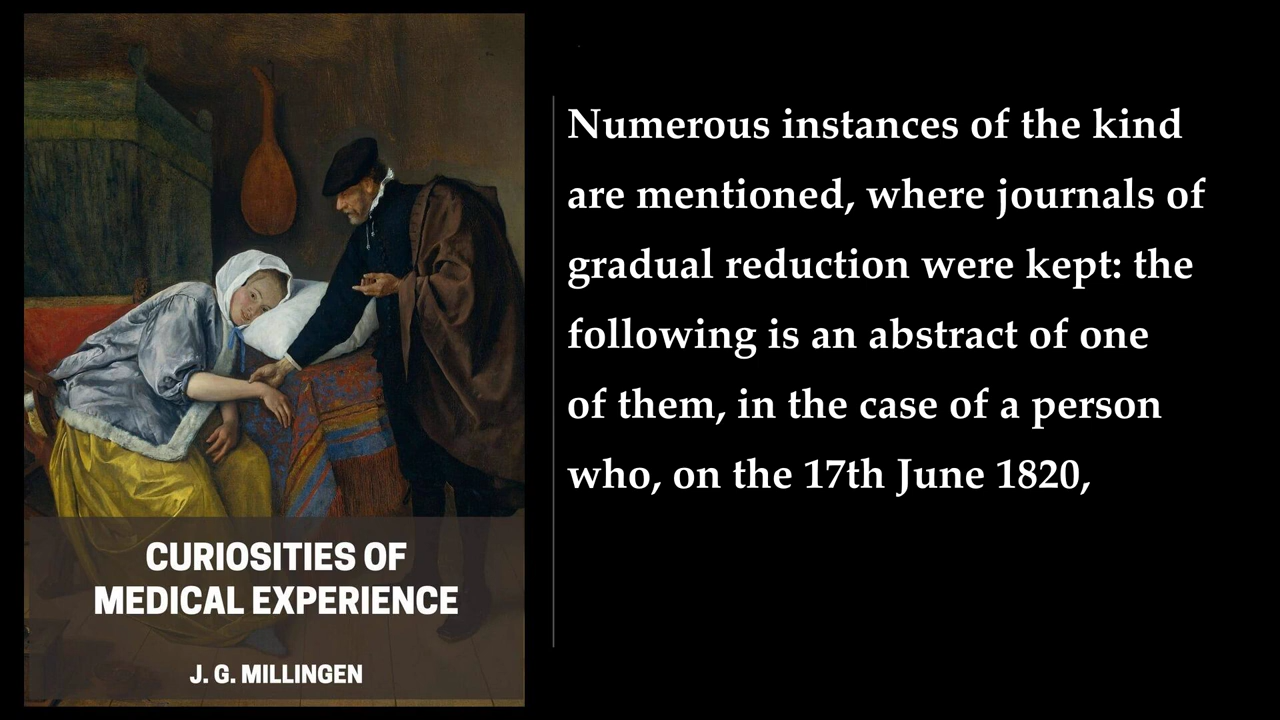 CURIOSITIES OF
MEDICAL EXPERIENCE
J. G. MILLINGEN
Numerous instances of the kind
are mentioned, where journals of
gradual reduction were kept: the
following is an abstract of one
of them, in the case of a person
who, on the 17th June 1820,